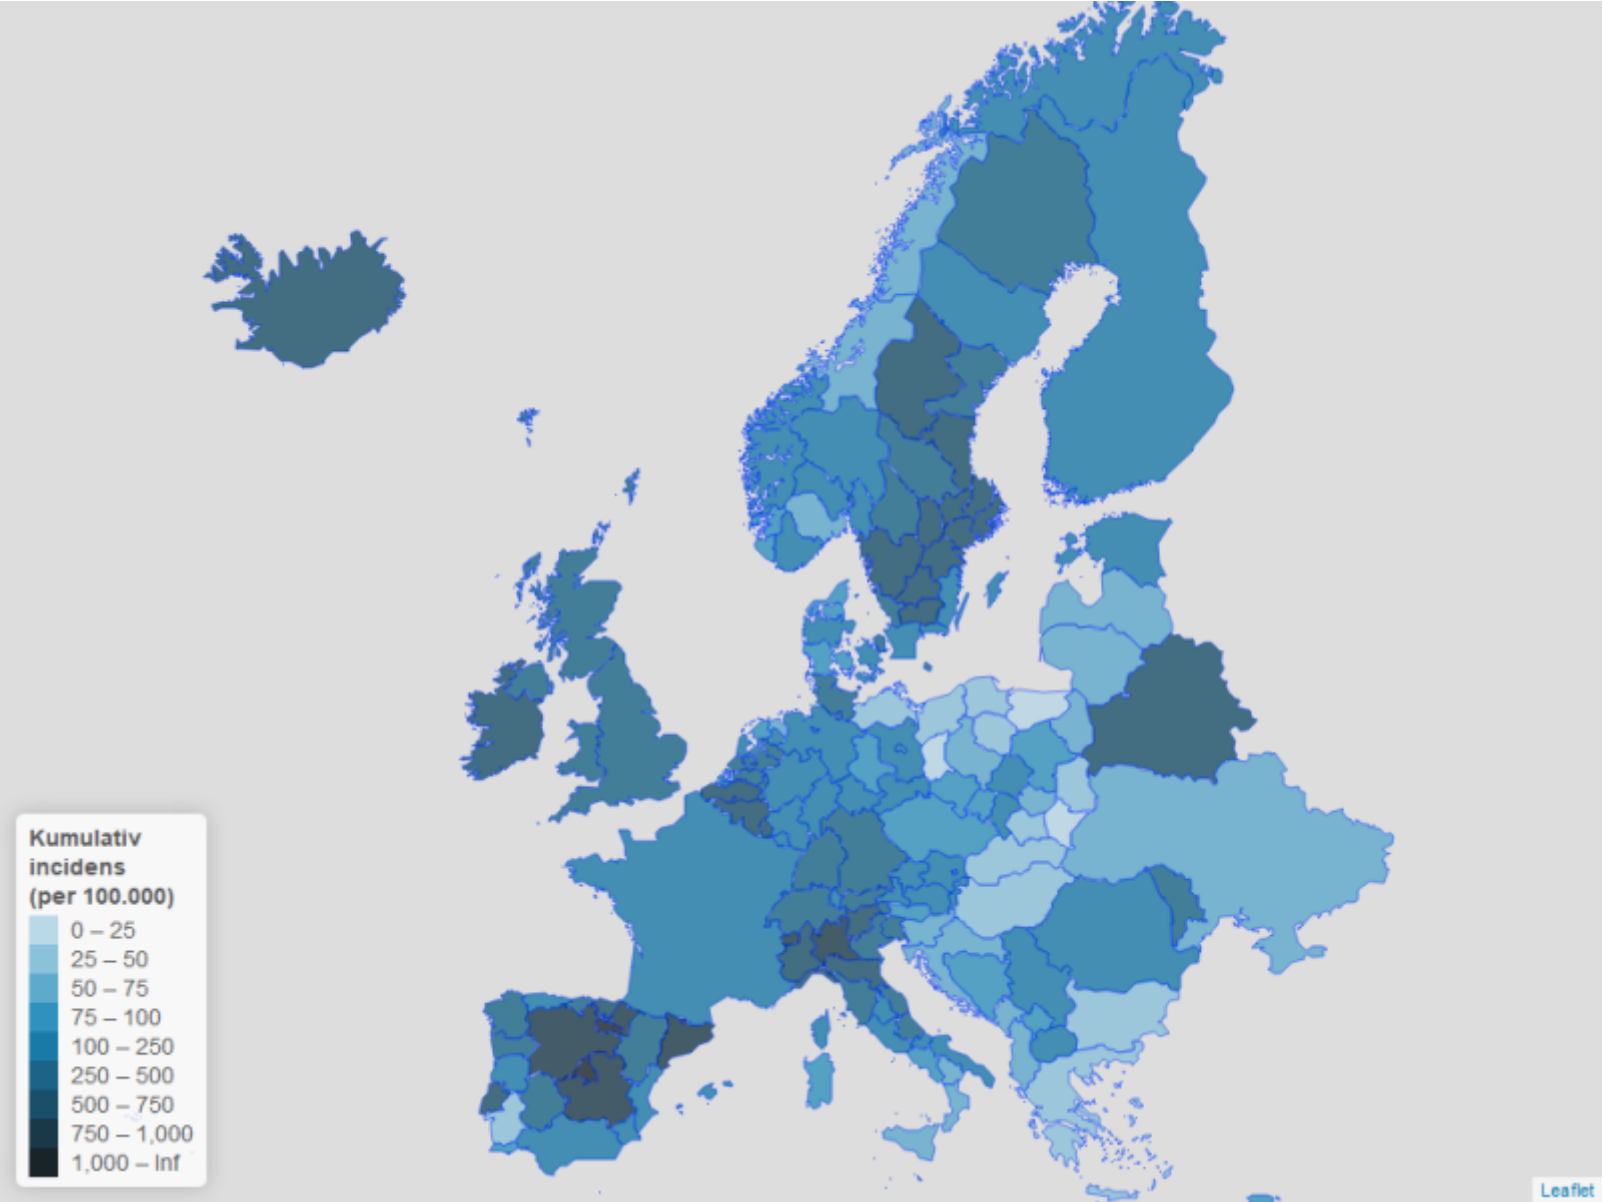 Kumulativ
incidens
(per 100.000)
0 – 25
25 – 50
50 – 75
75 – 100
100 – 250
250 – 500
500 – 750
750 – 1,000
1,000 – Inf
Leaflet